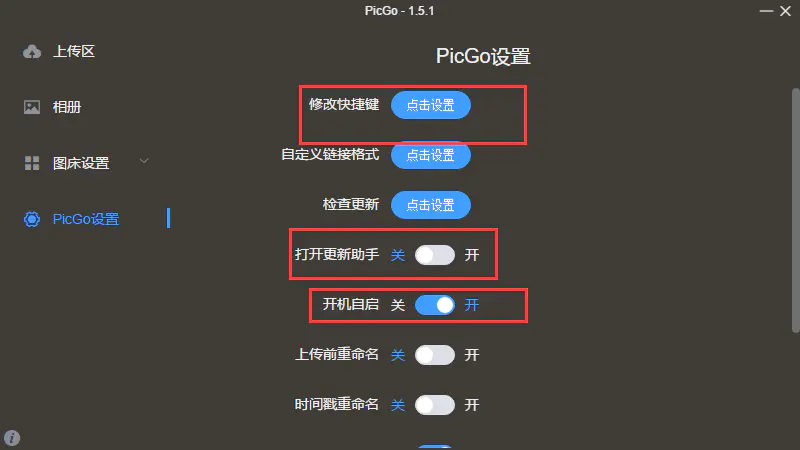 PicGo - 1.5.1
上传区
相册
图床设置
PicGo设置
PicGo设置
修改快捷键 点击设置
自定义链接格式 点击设置
检查更新 点击设置
打开更新助手 关 开
开机自启 关 开
上传前重命名 关 开
时间戳重命名 关 开